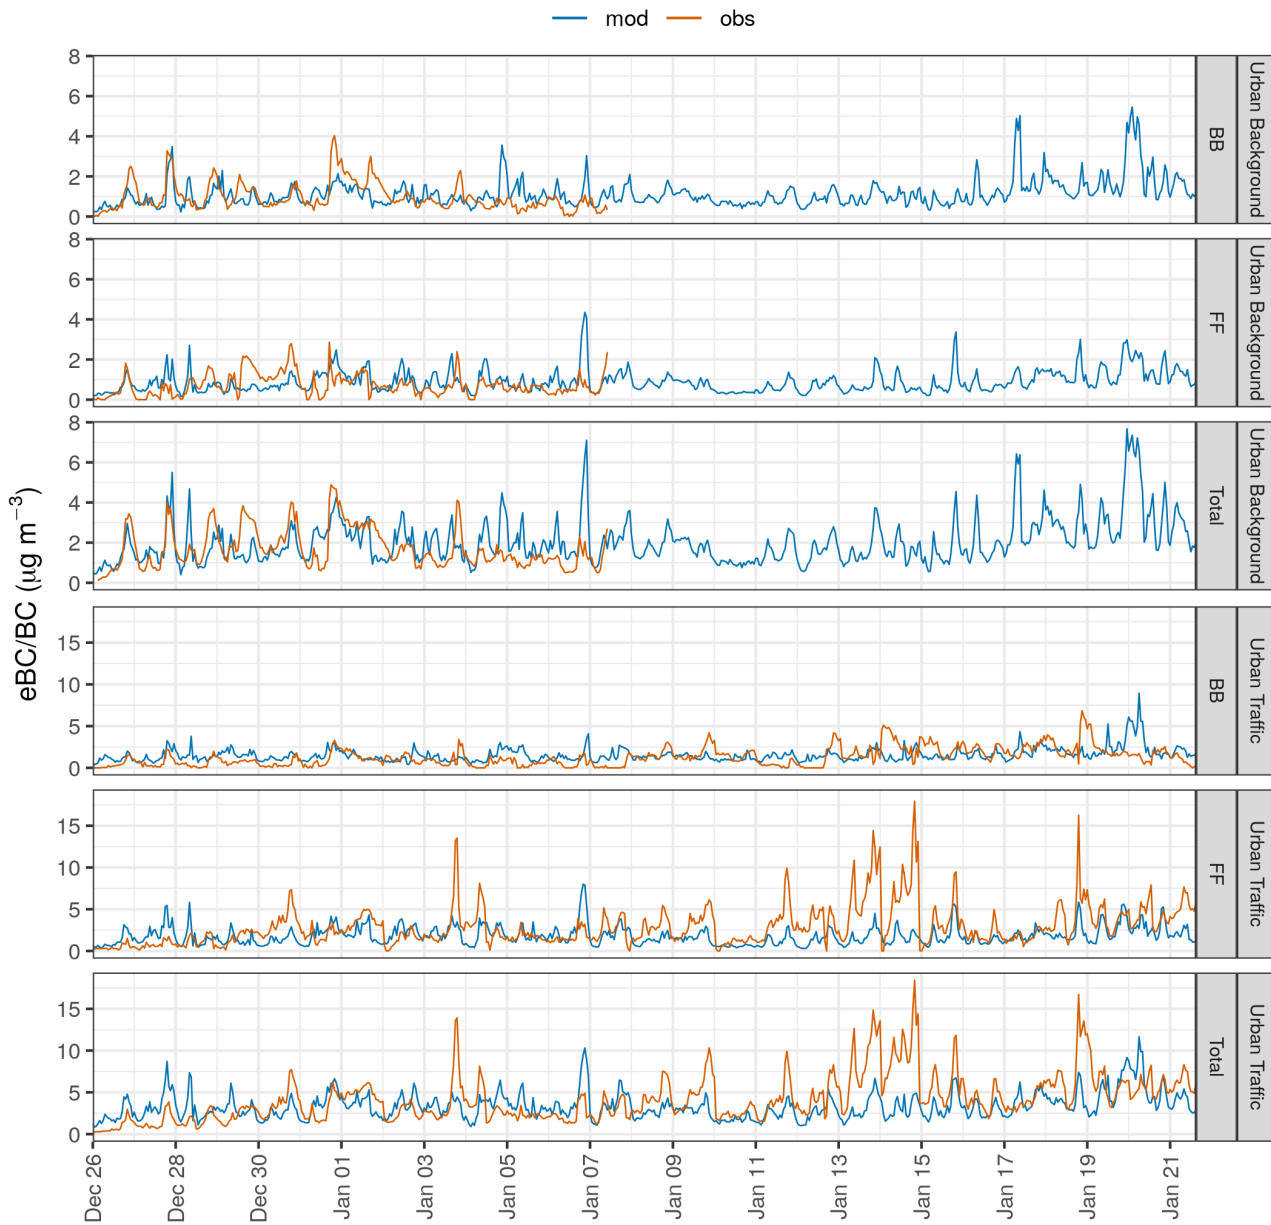 mod obs
eBC/BC (µg m⁻³)
8
6
4
2
0
BB
Urban Background
8
6
4
2
0
FF
Urban Background
8
6
4
2
0
Total
Urban Background
15
10
5
0
BB
Urban Traffic
15
10
5
0
FF
Urban Traffic
15
10
5
0
Total
Urban Traffic
Dec 26
Dec 28
Dec 30
Jan 01
Jan 03
Jan 05
Jan 07
Jan 09
Jan 11
Jan 13
Jan 15
Jan 17
Jan 19
Jan 21